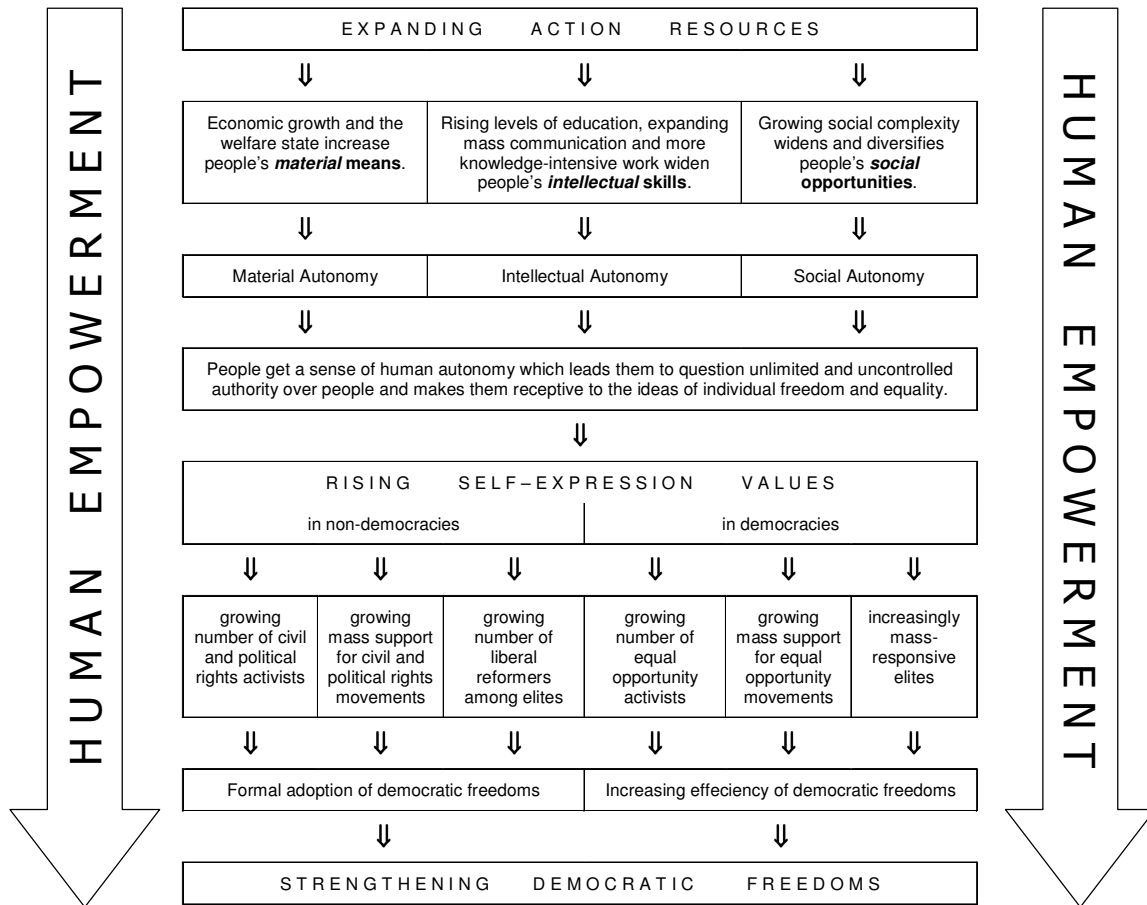 HUMAN EMPOWERMENT
EXPANDING ACTION RESOURCES
⇓ ⇓ ⇓
Economic growth and the
welfare state increase
people's material means.
Rising levels of education, expanding
mass communication and more
knowledge-intensive work widen
people's intellectual skills.
Growing social complexity
widens and diversifies
people's social
opportunities.
⇓ ⇓ ⇓
Material Autonomy
Intellectual Autonomy
Social Autonomy
⇓ ⇓ ⇓
People get a sense of human autonomy which leads them to question unlimited and uncontrolled
authority over people and makes them receptive to the ideas of individual freedom and equality.
⇓
RISING SELF–EXPRESSION VALUES
in non-democracies
in democracies
⇓ ⇓ ⇓ ⇓ ⇓ ⇓
growing
number of civil
and political
rights activists
growing
mass support
for civil and
political rights
movements
growing
number of
liberal
reformers
among elites
growing
number of
equal
opportunity
activists
growing
mass support
for equal
opportunity
movements
increasingly
mass-
responsive
elites
⇓ ⇓ ⇓ ⇓ ⇓ ⇓
Formal adoption of democratic freedoms
Increasing effeciency of democratic freedoms
⇓ ⇓
STRENGTHENING DEMOCRATIC FREEDOMS
HUMAN EMPOWERMENT